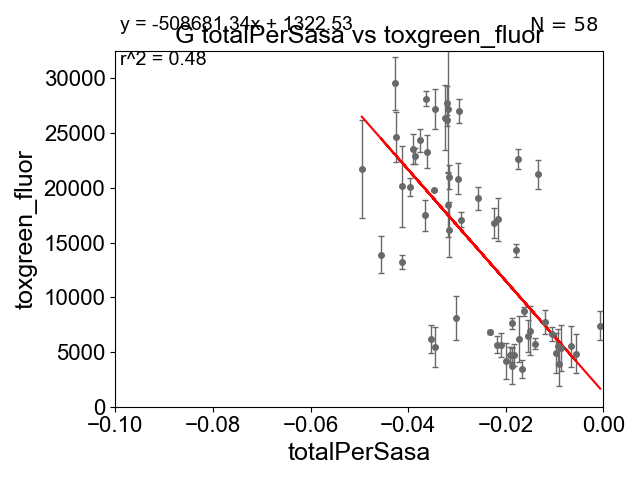 y = -508681.34x + 1322.53
N = 58
G totalPerSasa vs toxgreen_fluor
r^2 = 0.48
30000
25000
20000
15000
10000
5000
0
toxgreen_fluor
−0.10 −0.08 −0.06 −0.04 −0.02 0.00
totalPerSasa